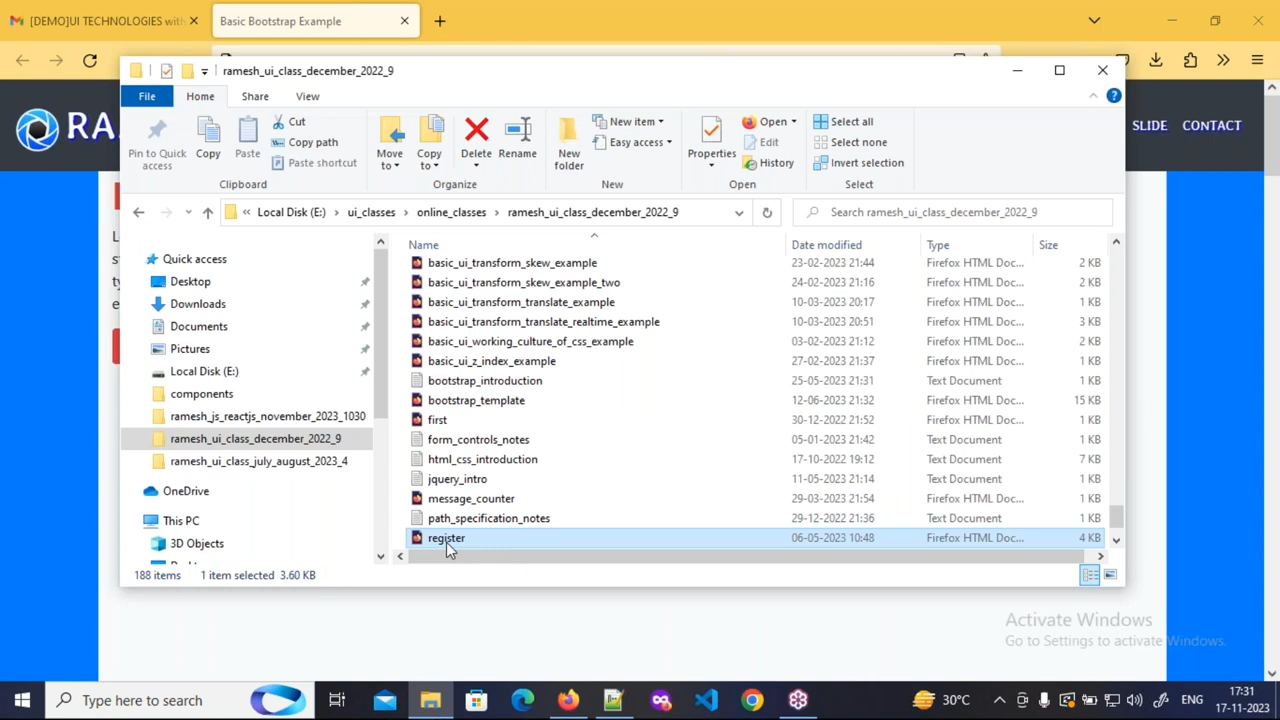 [DEMO]UI TECHNOLOGIES with
Basic Bootstrap Example
ramesh_ui_class_december_2022_9
File
Home
Share
View
RA
SLIDE
CONTACT
Pin to Quick access
Copy
Paste
Cut
Copy path
Paste shortcut
Clipboard
Move to
Copy to
Delete
Rename
Organize
New folder
New item
Easy access
New
Properties
Open
Edit
History
Open
Select all
Select none
Invert selection
Select
« Local Disk (E:) > ui_classes > online_classes > ramesh_ui_class_december_2022_9
Search ramesh_ui_class_december_2022_9
Quick access
Desktop
Downloads
Documents
Pictures
Local Disk (E:)
components
ramesh_js_reactjs_november_2023_1030
ramesh_ui_class_december_2022_9
ramesh_ui_class_july_august_2023_4
OneDrive
This PC
3D Objects
Name Date modified Type Size
basic_ui_transform_skew_example 23-02-2023 21:44 Firefox HTML Doc... 2 KB
basic_ui_transform_skew_example_two 24-02-2023 21:16 Firefox HTML Doc... 2 KB
basic_ui_transform_translate_example 10-03-2023 20:17 Firefox HTML Doc... 1 KB
basic_ui_transform_translate_realtime_example 10-03-2023 20:51 Firefox HTML Doc... 3 KB
basic_ui_working_culture_of_css_example 03-02-2023 21:12 Firefox HTML Doc... 2 KB
basic_ui_z_index_example 27-02-2023 21:37 Firefox HTML Doc... 1 KB
bootstrap_introduction 25-05-2023 21:31 Text Document 1 KB
bootstrap_template 12-06-2023 21:32 Firefox HTML Doc... 15 KB
first 30-12-2022 21:52 Firefox HTML Doc... 1 KB
form_controls_notes 05-01-2023 21:42 Text Document 1 KB
html_css_introduction 17-10-2022 19:12 Text Document 7 KB
jquery_intro 11-05-2023 21:14 Text Document 1 KB
message_counter 29-03-2023 21:54 Firefox HTML Doc... 1 KB
path_specification_notes 29-12-2022 21:36 Text Document 1 KB
register 06-05-2023 10:48 Firefox HTML Doc... 4 KB
188 items 1 item selected 3.60 KB
Activate Windows
Go to Settings to activate Windows.
Type here to search
30°C
ENG
17:31
17-11-2023